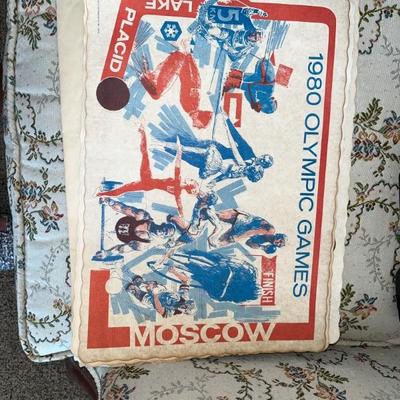 LAKE
PLACID
1980 OLYMPIC GAMES
5
FINISH
MOSCOW